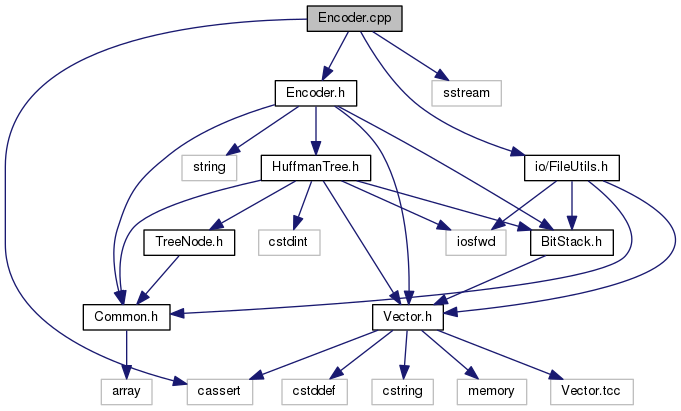 Encoder.cpp
Encoder.h
sstream
string
HuffmanTree.h
io/FileUtils.h
TreeNode.h
cstdint
iosfwd
BitStack.h
Common.h
Vector.h
array
cassert
cstddef
cstring
memory
Vector.tcc